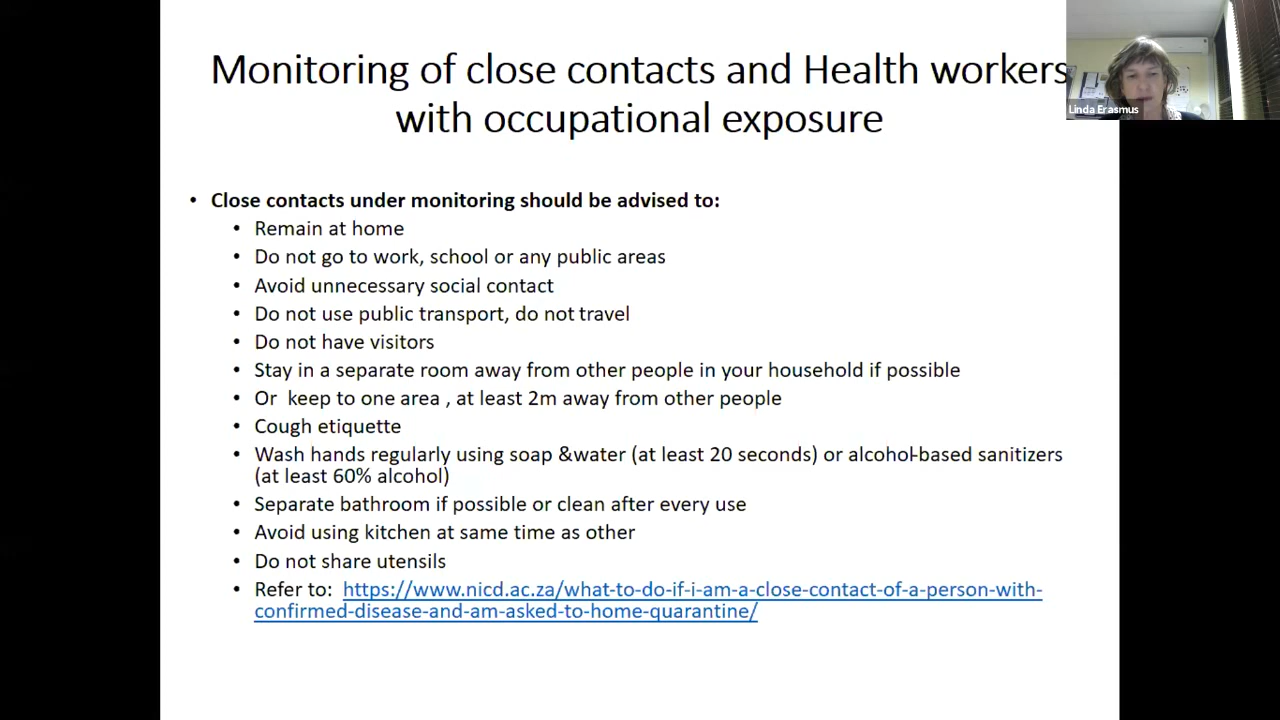 Monitoring of close contacts and Health workers
with occupational exposure
Linda Erasmus
• Close contacts under monitoring should be advised to:
• Remain at home
• Do not go to work, school or any public areas
• Avoid unnecessary social contact
• Do not use public transport, do not travel
• Do not have visitors
• Stay in a separate room away from other people in your household if possible
• Or keep to one area , at least 2m away from other people
• Cough etiquette
• Wash hands regularly using soap &water (at least 20 seconds) or alcohol-based sanitizers
(at least 60% alcohol)
• Separate bathroom if possible or clean after every use
• Avoid using kitchen at same time as other
• Do not share utensils
• Refer to: https://www.nicd.ac.za/what-to-do-if-i-am-a-close-contact-of-a-person-with-
confirmed-disease-and-am-asked-to-home-quarantine/